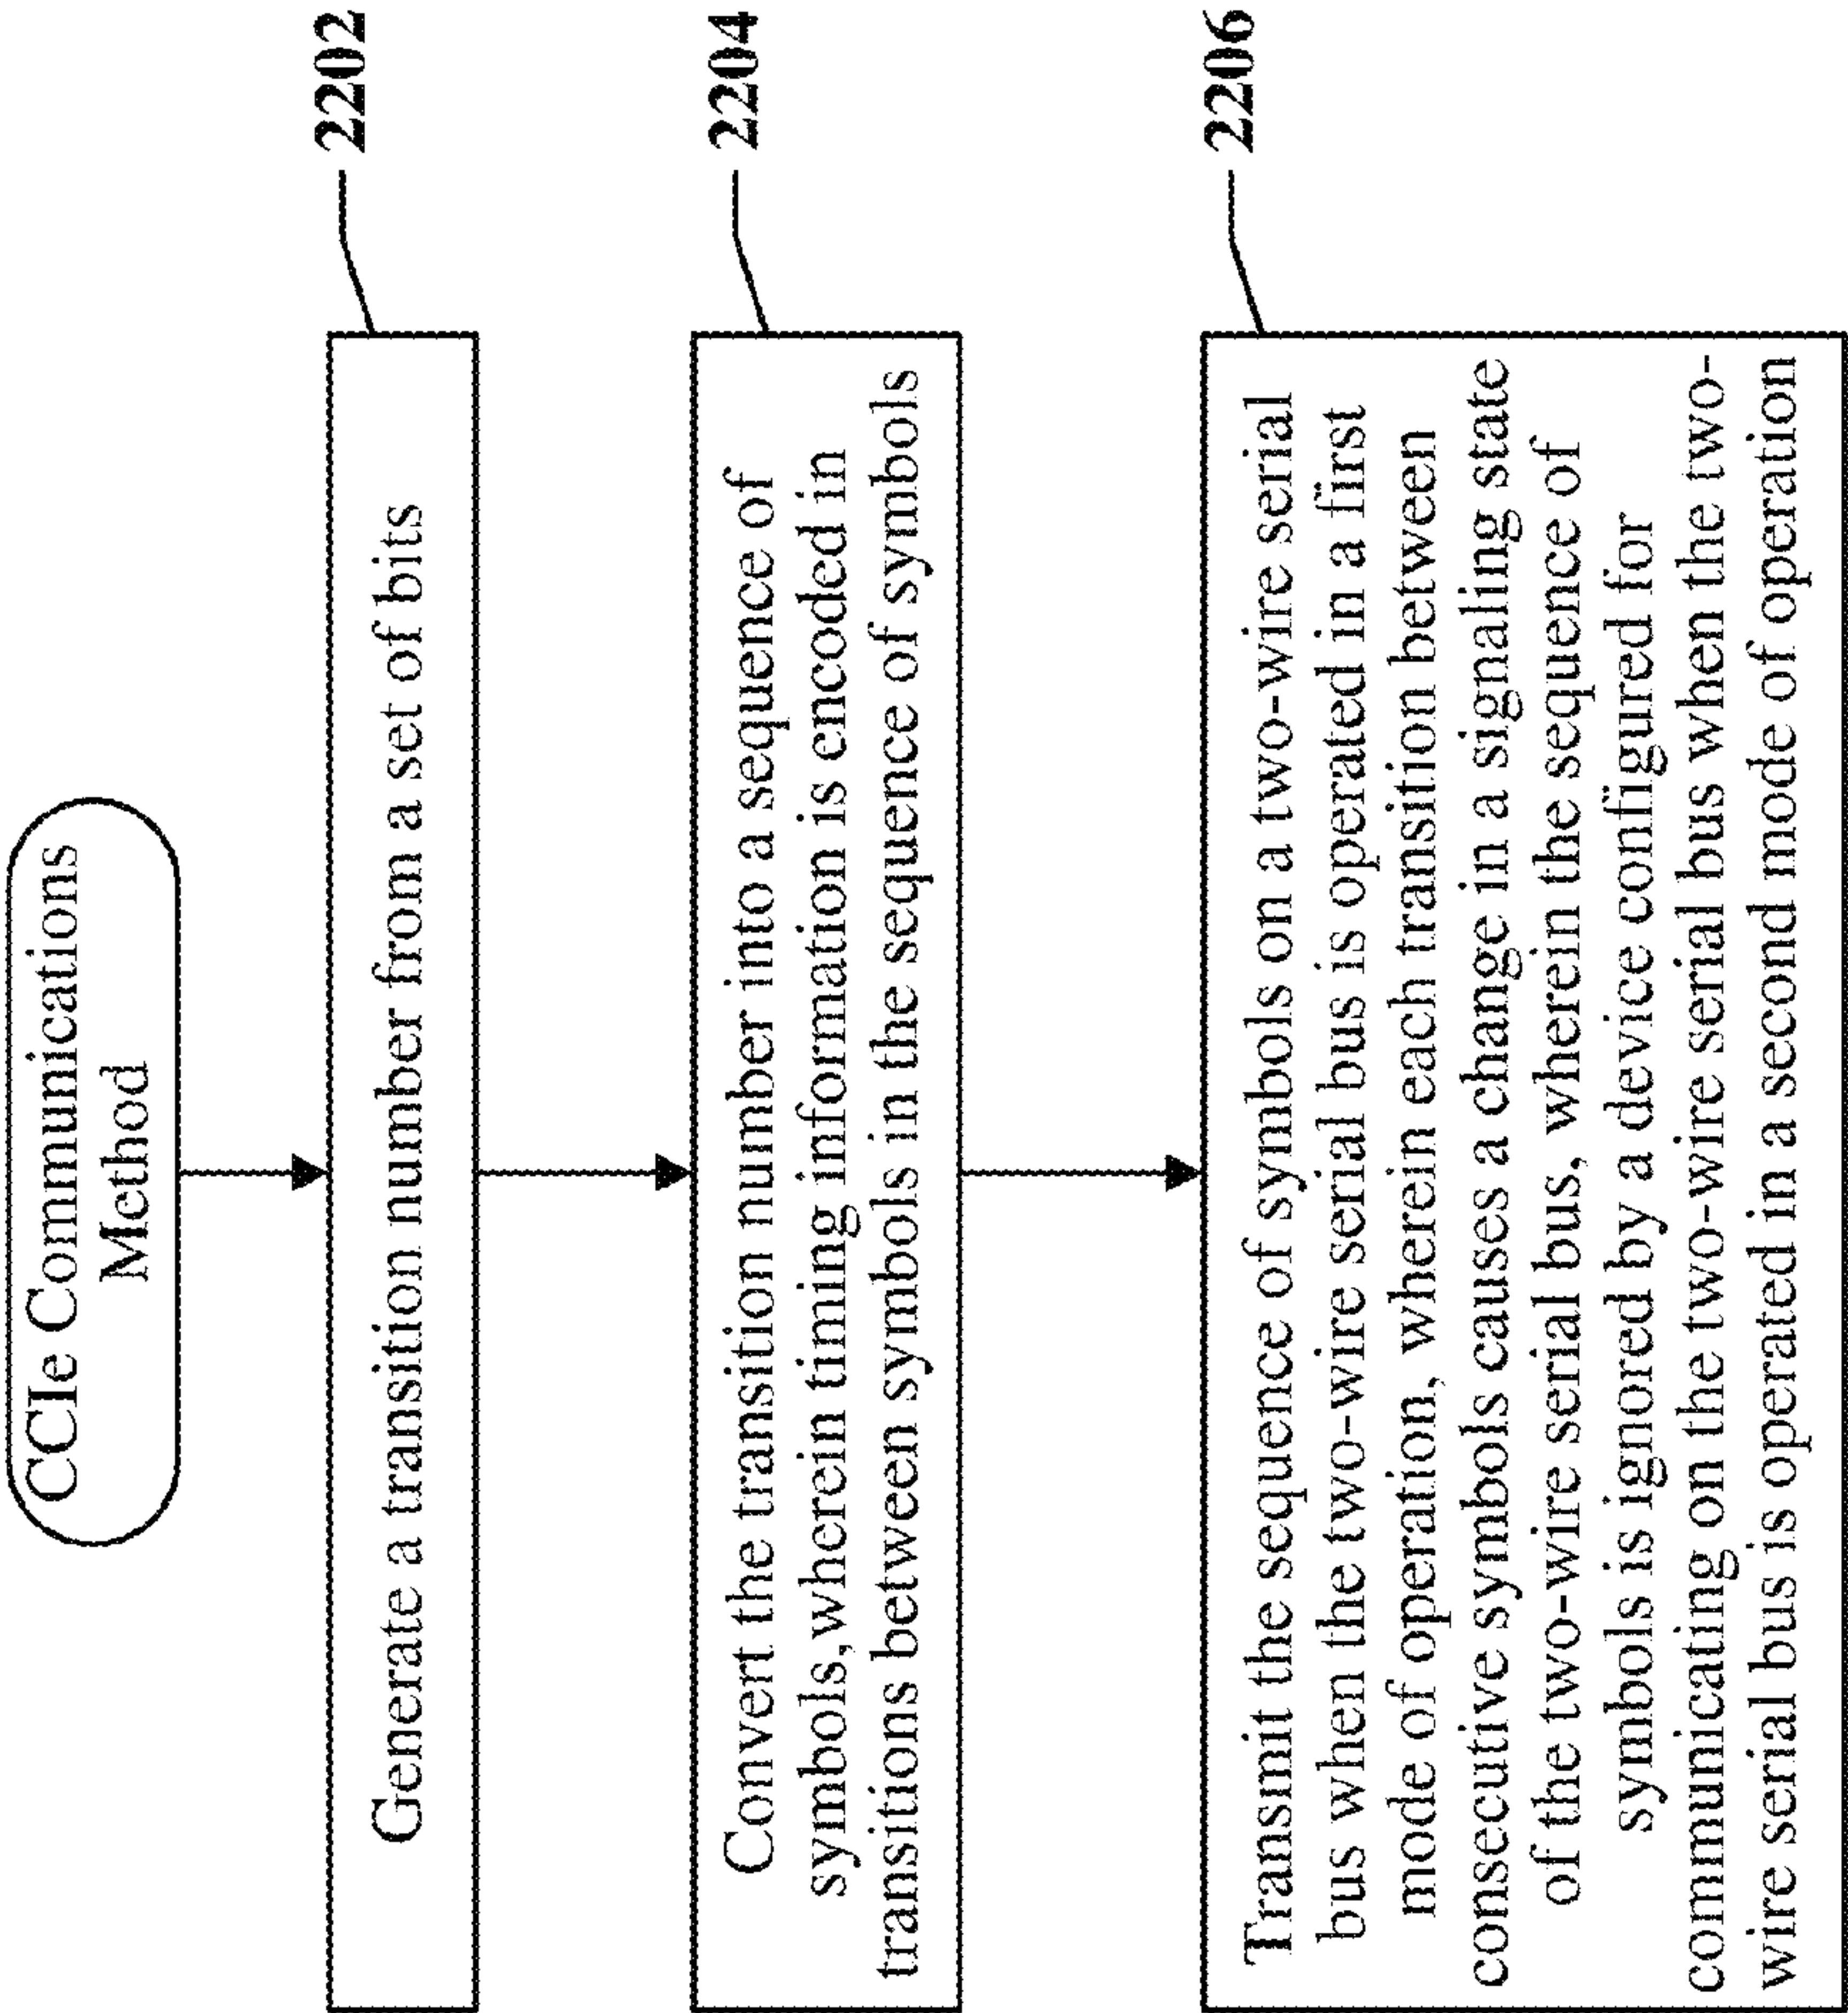 CCIe Communications
Method
2202
Generate a transition number from a set of bits
2204
Convert the transition number into a sequence of
symbols,wherein timing information is encoded in
transitions between symbols in the sequence of symbols
2206
Transmit the sequence of symbols on a two-wire serial
bus when the two-wire serial bus is operated in a first
mode of operation, wherein each transition between
consecutive symbols causes a change in a signaling state
of the two-wire serial bus, wherein the sequence of
symbols is ignored by a device configured for
communicating on the two-wire serial bus when the two-
wire serial bus is operated in a second mode of operation